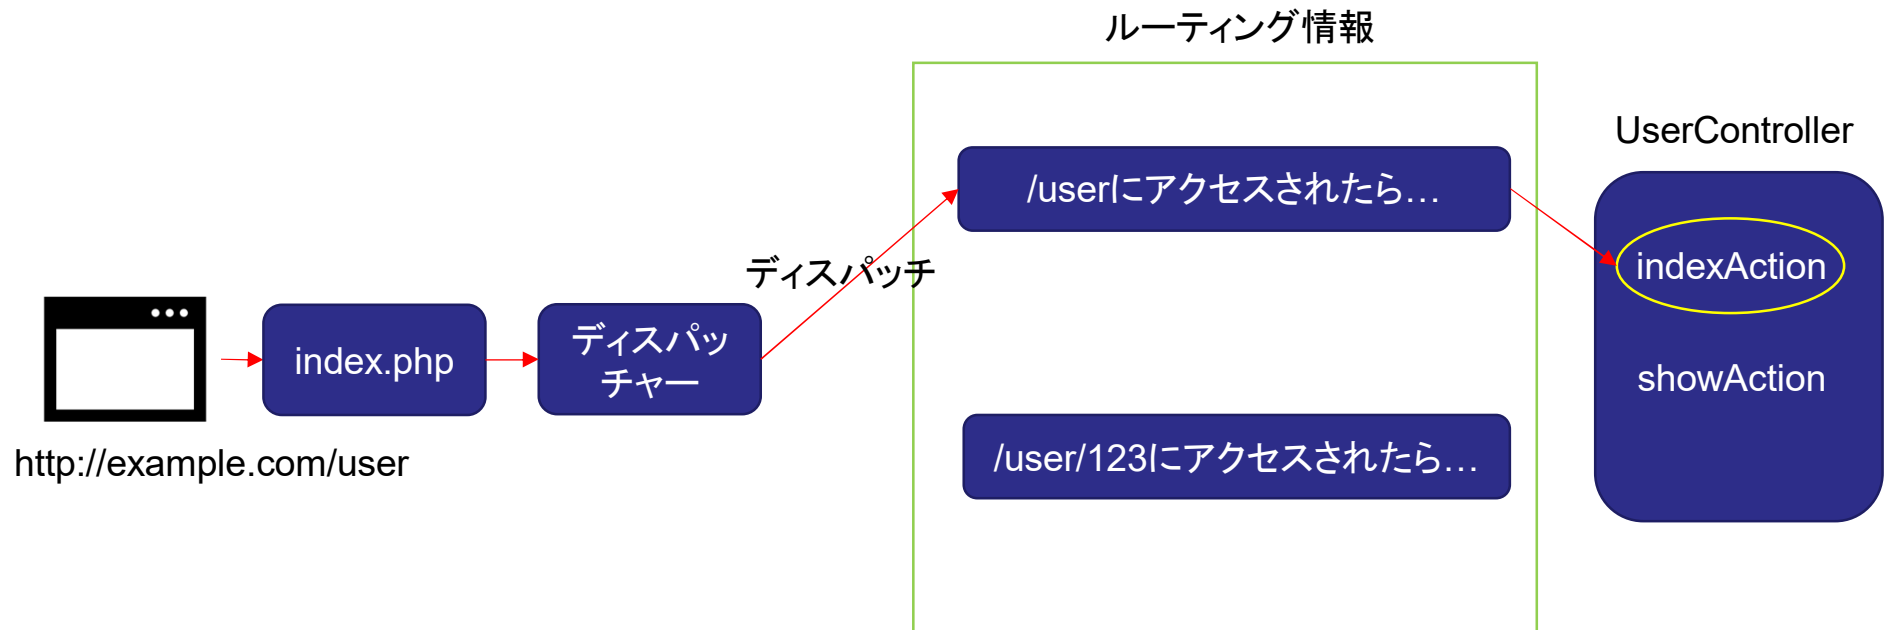 ルーティング情報
UserController
/userにアクセスされたら…
indexAction
ディスパッチ
index.php
ディスパッ
チャー
showAction
http://example.com/user
/user/123にアクセスされたら…